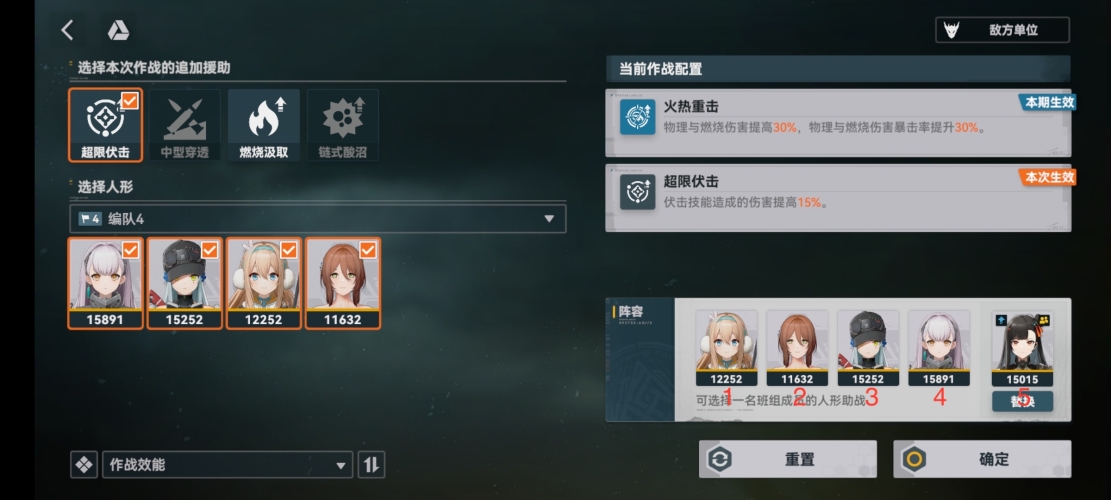 敌方单位
选择本次作战的追加援助
超限伏击
中型穿透
燃烧汲取
链式酸沼
选择人形
4 编队4
15891
15252
12252
11632
作战效能
当前作战配置
火热重击
本期生效
物理与燃烧伤害提高30%，物理与燃烧伤害暴击率提升30%。
超限伏击
本次生效
伏击技能造成的伤害提高15%。
阵容
12252
11632
15252
15891
15015
1
2
3
4
5
可选择一名班组成员的人形助战
替换
重置
确定